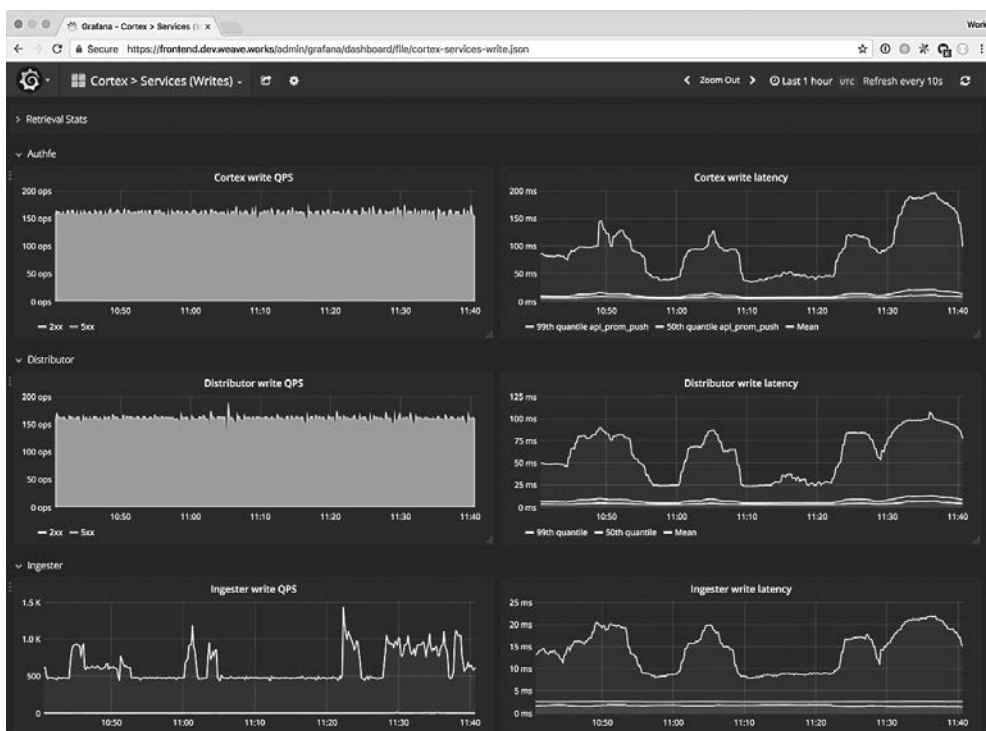 Grafana - Cortex > Services (
Work
Secure https://frontend.dev.weave.works/admin/grafana/dashboard/file/cortex-services-write.json
Cortex > Services (Writes)
Zoom Out Last 1 hour UTC Refresh every 10s
Retrieval Stats
Authfe
Cortex write QPS
200 ops
150 ops
100 ops
50 ops
0 ops
10:50 11:00 11:10 11:20 11:30 11:40
2xx 5xx
Cortex write latency
200 ms
150 ms
100 ms
50 ms
0 ms
10:50 11:00 11:10 11:20 11:30 11:40
99th quantile api_prom_push 50th quantile api_prom_push Mean
Distributor
Distributor write QPS
200 ops
150 ops
100 ops
50 ops
0 ops
10:50 11:00 11:10 11:20 11:30 11:40
2xx 5xx
Distributor write latency
125 ms
100 ms
75 ms
50 ms
25 ms
0 ms
10:50 11:00 11:10 11:20 11:30 11:40
99th quantile 50th quantile Mean
Ingester
Ingester write QPS
1.5 K
1.0 K
500
0
10:50 11:00 11:10 11:20 11:30 11:40
Ingester write latency
25 ms
20 ms
15 ms
10 ms
5 ms
0 ms
10:50 11:00 11:10 11:20 11:30 11:40